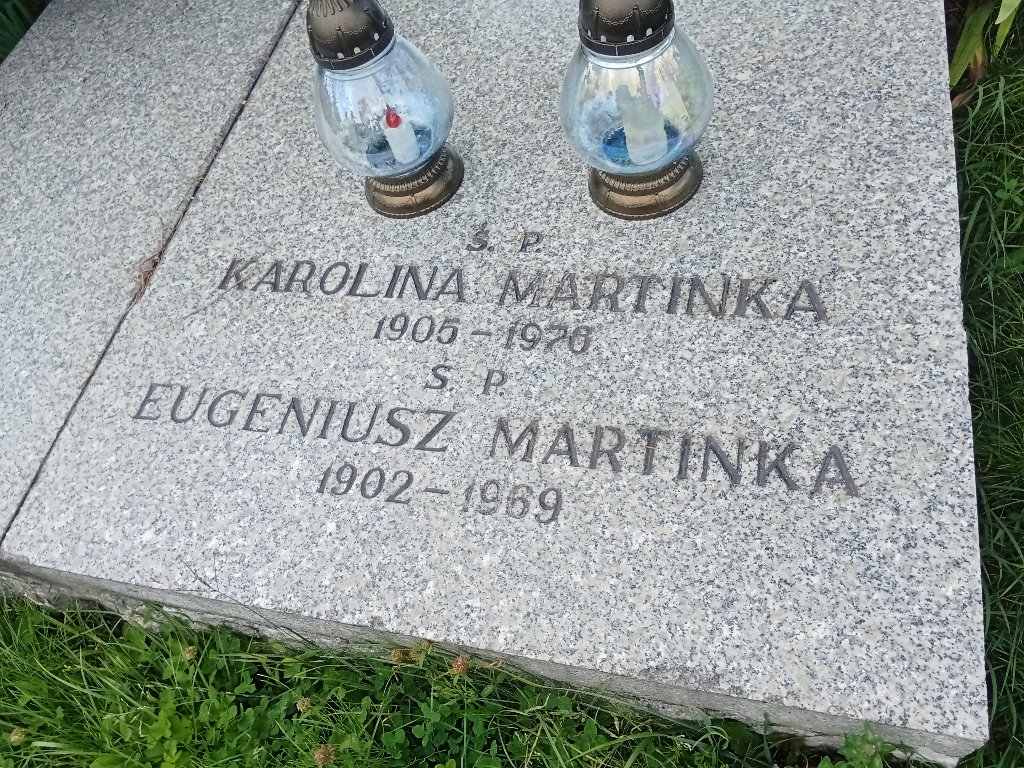 Ś. P.
KAROLINA MARTINKA
1905 – 1976
Ś. P.
EUGENIUSZ MARTINKA
1902 – 1969